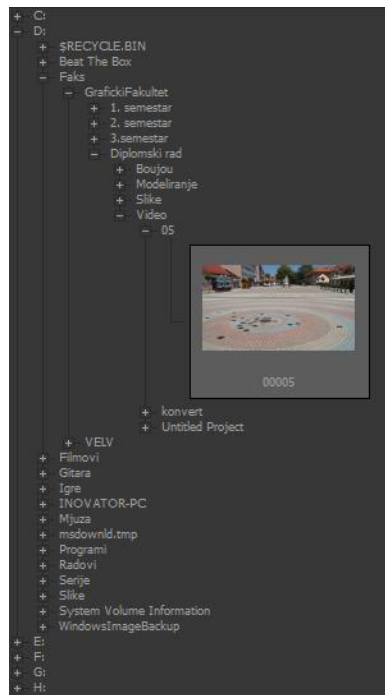 C:
D:
$RECYCLE.BIN
Beat The Box
Faks
GrafickiFakultet
1. semestar
2. semestar
3.semestar
Diplomski rad
Boujou
Modeliranje
Slike
Video
05
00005
konvert
Untitled Project
VELV
Filmovi
Gitara
Igre
INOVATOR-PC
Mjuza
msdownld.tmp
Programi
Radovi
Serije
Slike
System Volume Information
WindowsImageBackup
E:
F:
G:
H: